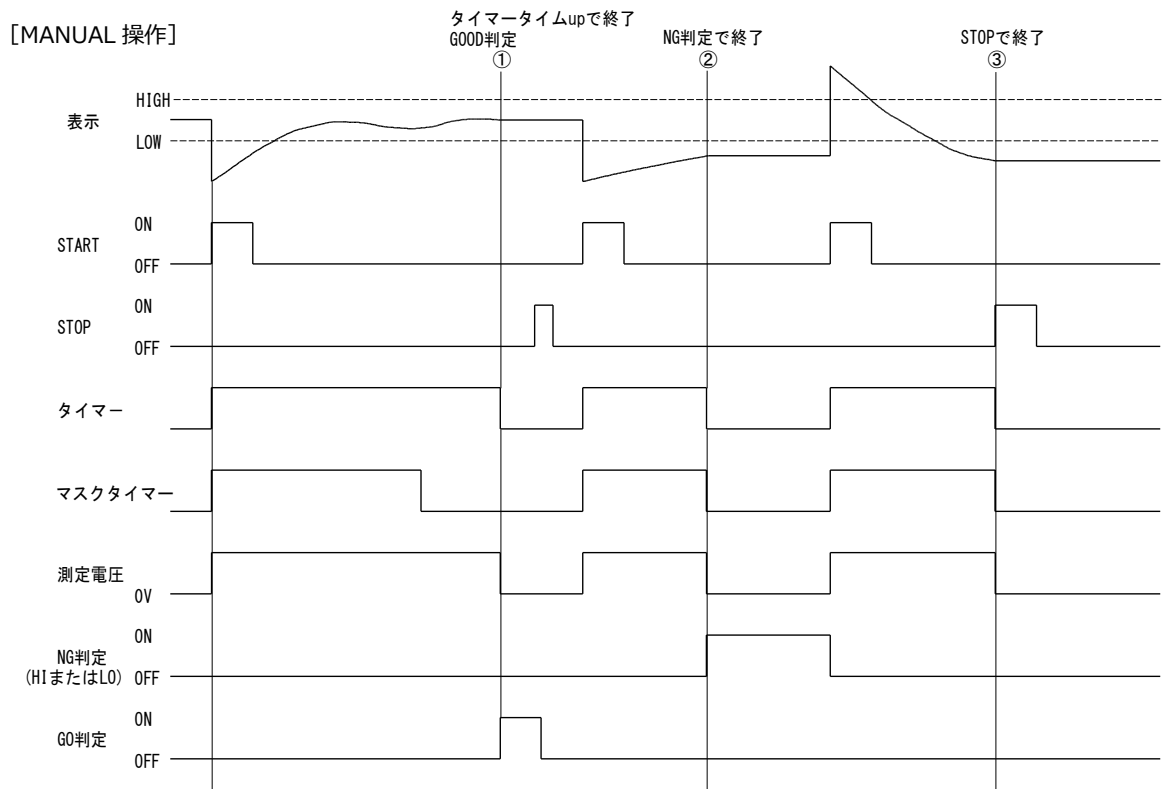 [MANUAL 操作]
タイマータイムupで終了
GOOD判定
①
NG判定で終了
②
STOPで終了
③
表示
HIGH
LOW
START
ON
OFF
STOP
ON
OFF
タイマー
マスクタイマー
測定電圧
0V
NG判定
(HIまたはLO)
ON
OFF
GO判定
ON
OFF